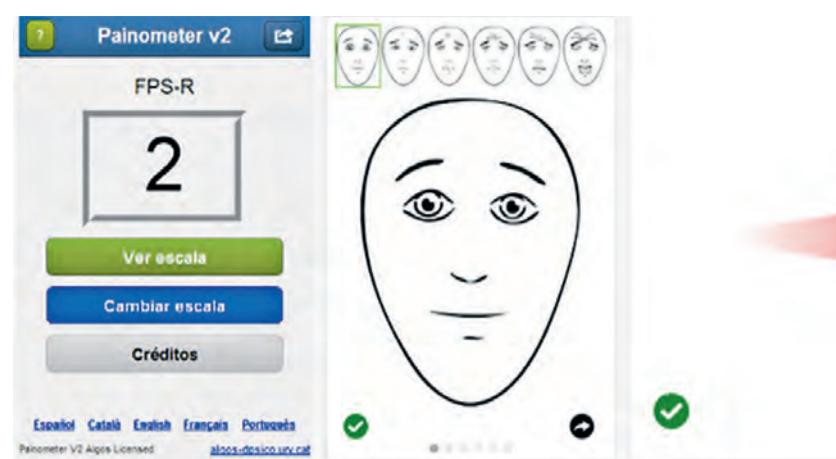 ?
Painometer v2
FPS-R
2
Ver escala
Cambiar escala
Créditos
Español Català English Français Português
Painometer V2 Algos Licensed algos-dpsico.urv.cat